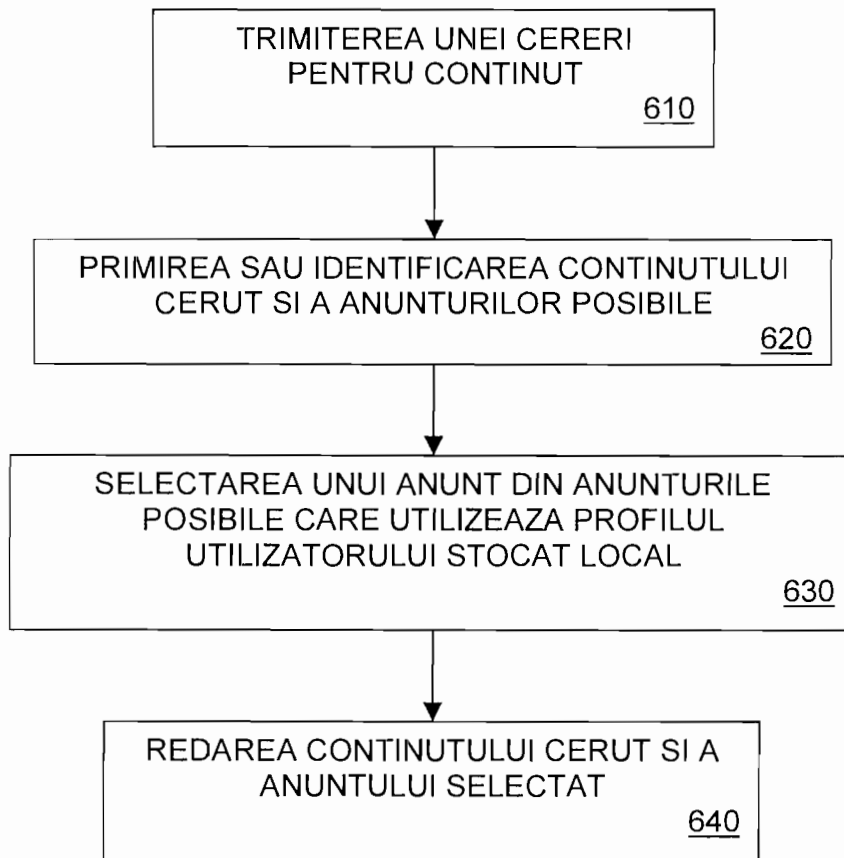 TRIMITEREA UNEI CERERI
PENTRU CONTINUT
610
PRIMIREA SAU IDENTIFICAREA CONTINUTULUI
CERUT SI A ANUNTURILOR POSIBILE
620
SELECTAREA UNUI ANUNT DIN ANUNTURILE
POSIBILE CARE UTILIZEAZA PROFILUL
UTILIZATORULUI STOCAT LOCAL
630
REDAREA CONTINUTULUI CERUT SI A
ANUNTULUI SELECTAT
640